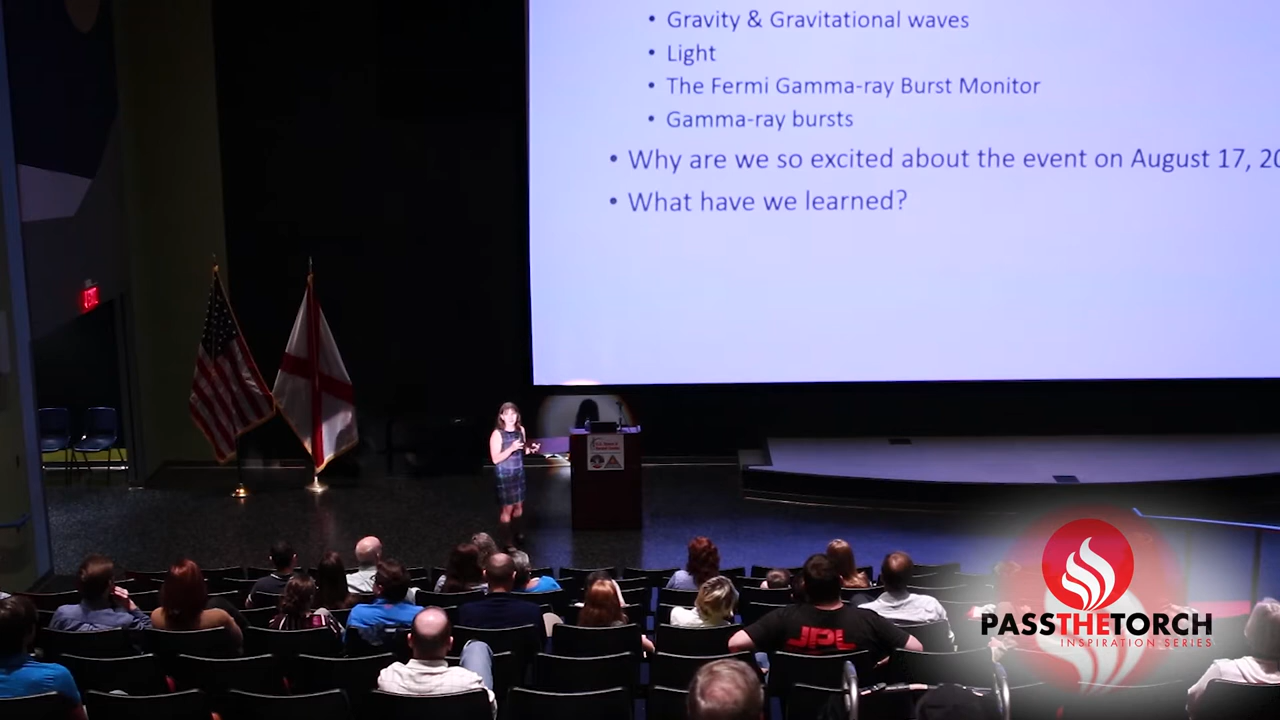 • Gravity & Gravitational waves
• Light
• The Fermi Gamma-ray Burst Monitor
• Gamma-ray bursts
• Why are we so excited about the event on August 17, 20
• What have we learned?
EXIT
JPL
PASSTHETORCH
INSPIRATION SERIES